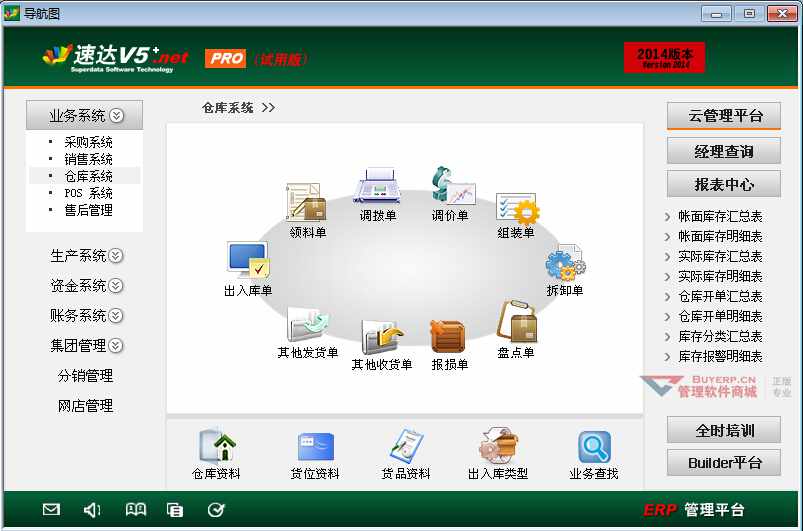 导航图
速达V5+.net
Superdata Software Technology
PRO (试用版)
2014版本
Version 2014
业务系统
· 采购系统
· 销售系统
· 仓库系统
· POS 系统
· 售后管理
生产系统
资金系统
账务系统
集团管理
分销管理
网店管理
仓库系统 >>
领料单
调拨单
调价单
组装单
出入库单
拆卸单
其他发货单
其他收货单
报损单
盘点单
仓库资料
货位资料
货品资料
出入库类型
业务查找
云管理平台
经理查询
报表中心
帐面库存汇总表
帐面库存明细表
实际库存汇总表
实际库存明细表
仓库开单汇总表
仓库开单明细表
库存分类汇总表
库存报警明细表
BUYERP.CN
管理软件商城
正版
专业
全时培训
Builder平台
ERP 管理平台